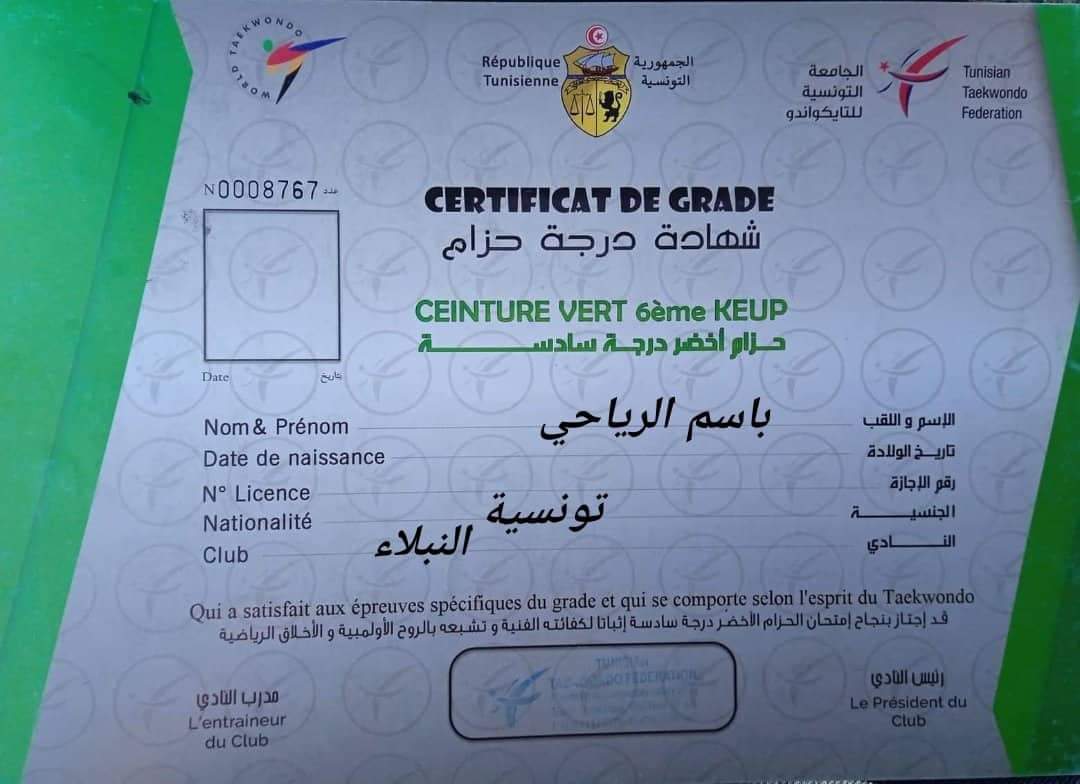 WORLD TAEKWONDO
République Tunisienne
الجمهورية التونسية
الجامعة التونسية للتايكواندو
Tunisian Taekwondo Federation
N0008767 عدد
CERTIFICAT DE GRADE
شهادة درجة حزام
CEINTURE VERT 6ème KEUP
حزام أخضر درجة سادسة
Date بتاريخ
Nom & Prénom باسم الرياحي الإسم و اللقب
Date de naissance تاريخ الولادة
N° Licence رقم الإجازة
Nationalité تونسية الجنسية
Club النبلاء النادي
Qui a satisfait aux épreuves spécifiques du grade et qui se comporte selon l'esprit du Taekwondo
قد إجتاز بنجاح إمتحان الحزام الأخضر درجة سادسة إثباتا لكفائته الفنية و تشبعه بالروح الأولمبية و الأخلاق الرياضية
مدرب النادي
L'entraineur
du Club
TUNISIAN
TAEKWONDO FEDERATION
رئيس النادي
Le Président du
Club